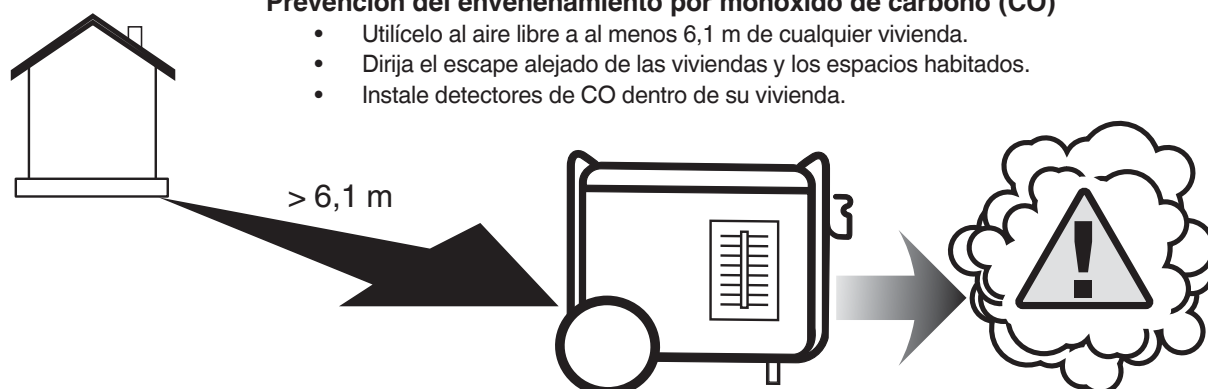 Prevención del envenenamiento por monóxido de carbono (CO)
• Utilícelo al aire libre a al menos 6,1 m de cualquier vivienda.
• Dirija el escape alejado de las viviendas y los espacios habitados.
• Instale detectores de CO dentro de su vivienda.
> 6,1 m
!